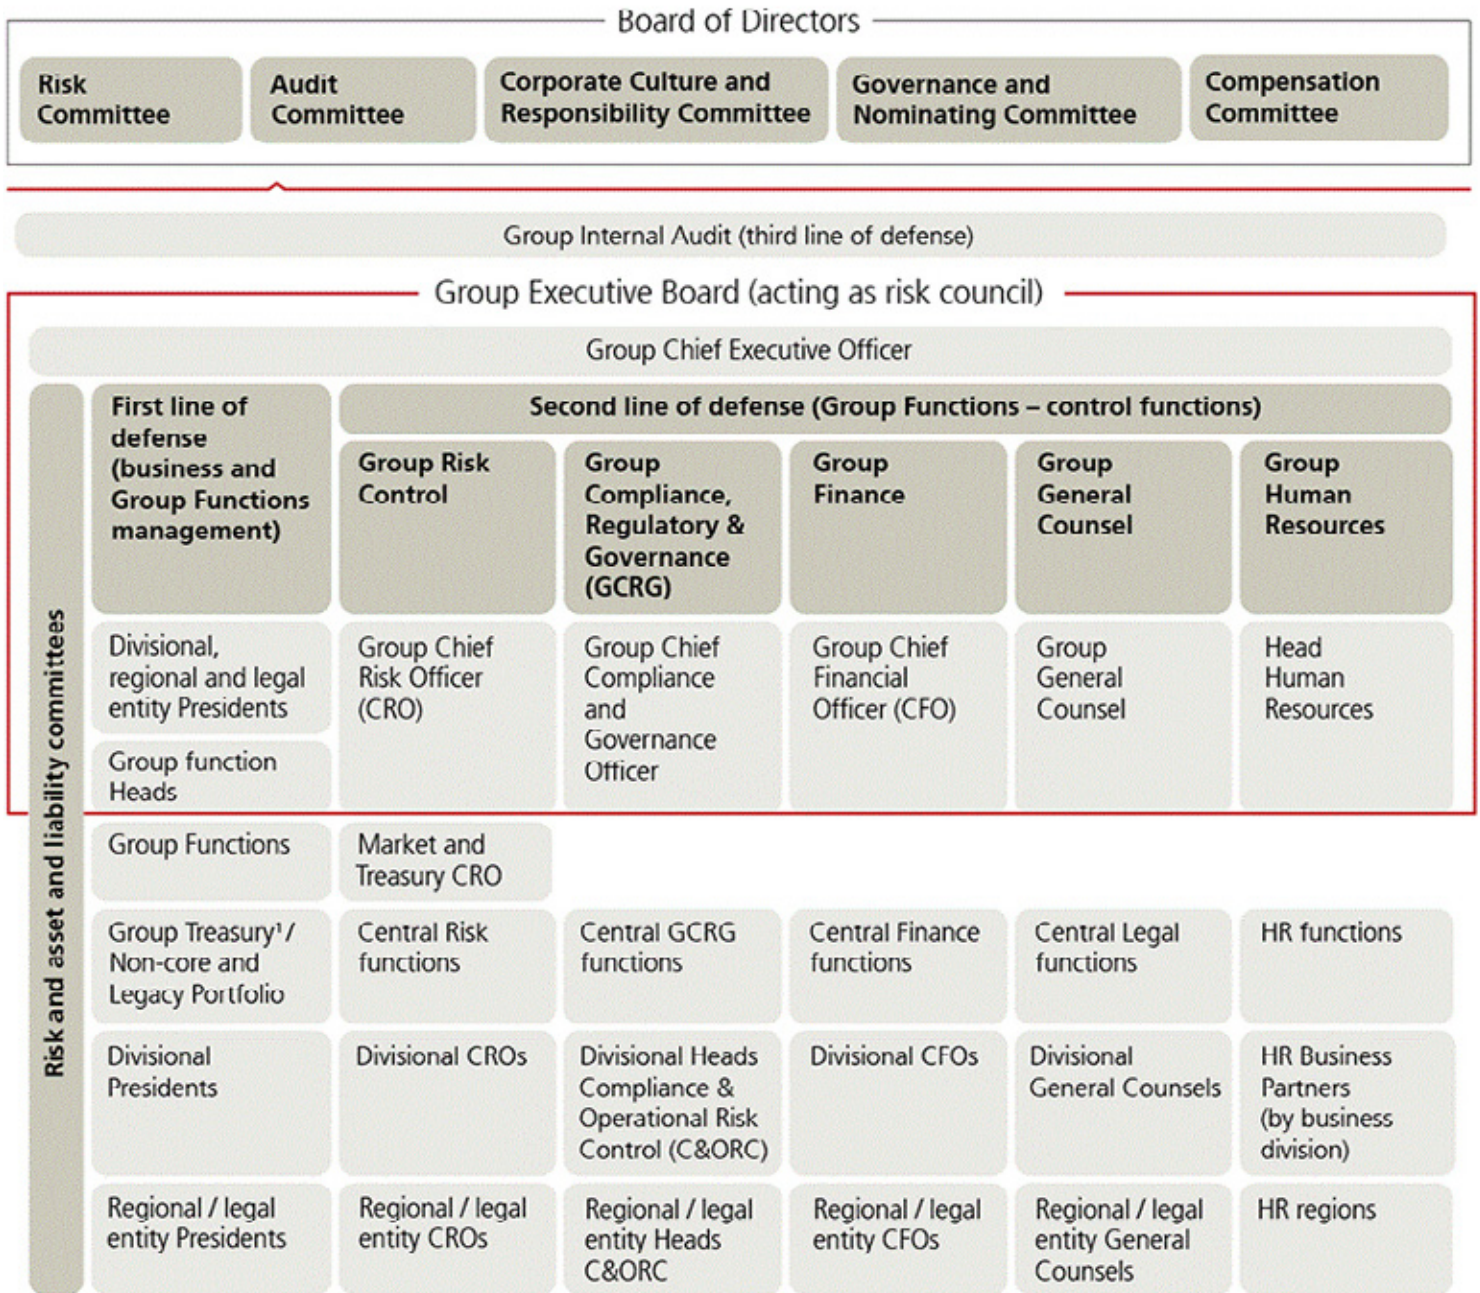 Board of Directors
Risk
Committee
Audit
Committee
Corporate Culture and
Responsibility Committee
Governance and
Nominating Committee
Compensation
Committee
Group Internal Audit (third line of defense)
Group Executive Board (acting as risk council)
Group Chief Executive Officer
Risk and asset and liability committees
First line of
defense
(business and
Group Functions
management)
Second line of defense (Group Functions – control functions)
Group Risk
Control
Group
Compliance,
Regulatory &
Governance
(GCRG)
Group
Finance
Group
General
Counsel
Group
Human
Resources
Divisional,
regional and legal
entity Presidents
Group function
Heads
Group Chief
Risk Officer
(CRO)
Group Chief
Compliance
and
Governance
Officer
Group Chief
Financial
Officer (CFO)
Group
General
Counsel
Head
Human
Resources
Group Functions
Market and
Treasury CRO
Group Treasury¹/
Non-core and
Legacy Portfolio
Central Risk
functions
Central GCRG
functions
Central Finance
functions
Central Legal
functions
HR functions
Divisional
Presidents
Divisional CROs
Divisional Heads
Compliance &
Operational Risk
Control (C&ORC)
Divisional CFOs
Divisional
General Counsels
HR Business
Partners
(by business
division)
Regional / legal
entity Presidents
Regional / legal
entity CROs
Regional / legal
entity Heads
C&ORC
Regional / legal
entity CFOs
Regional / legal
entity General
Counsels
HR regions